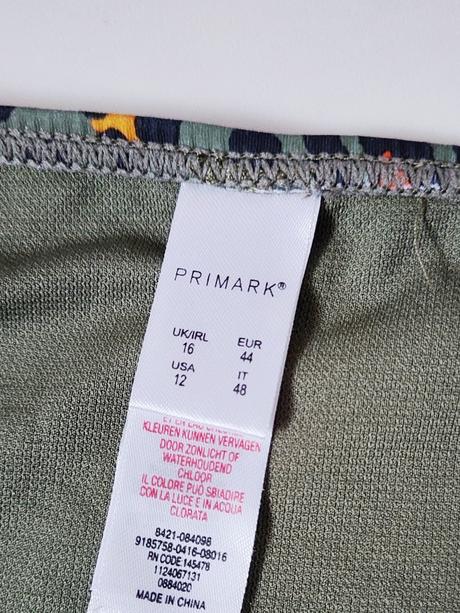 PRIMARK®
UK/IRL EUR
16 44
USA IT
12 48
KLEUREN KUNNEN VERVAGEN
DOOR ZONLICHT OF
WATERHOUDEND
CHLOOR
IL COLORE PUÒ SBIADIRE
CON LA LUCE E IN ACQUA
CLORATA
8421-084098
9185758-0416-08016
RN CODE 145478
1124067131
0884020
MADE IN CHINA